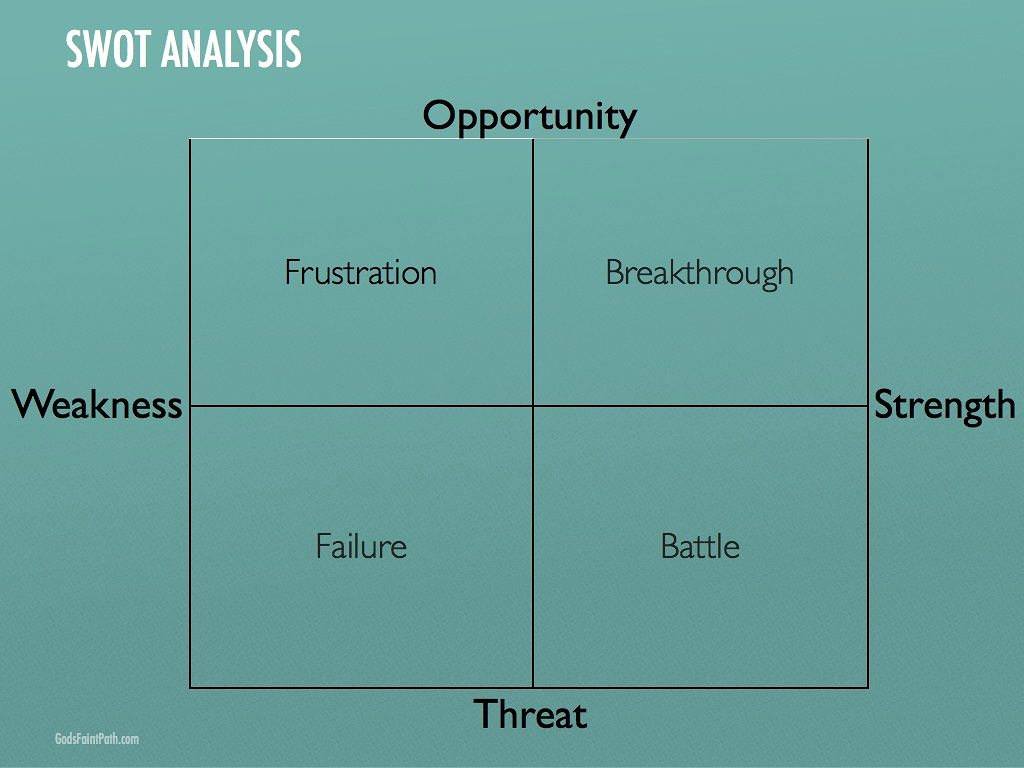 SWOT ANALYSIS
Opportunity
Frustration
Breakthrough
Weakness
Strength
Failure
Battle
Threat
GodsFaintPath.com